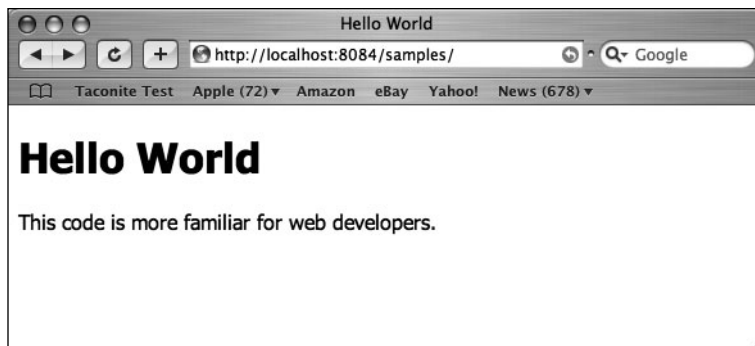 Hello World
http://localhost:8084/samples/
Google
Taconite Test Apple (72) Amazon eBay Yahoo! News (678)
Hello World
This code is more familiar for web developers.